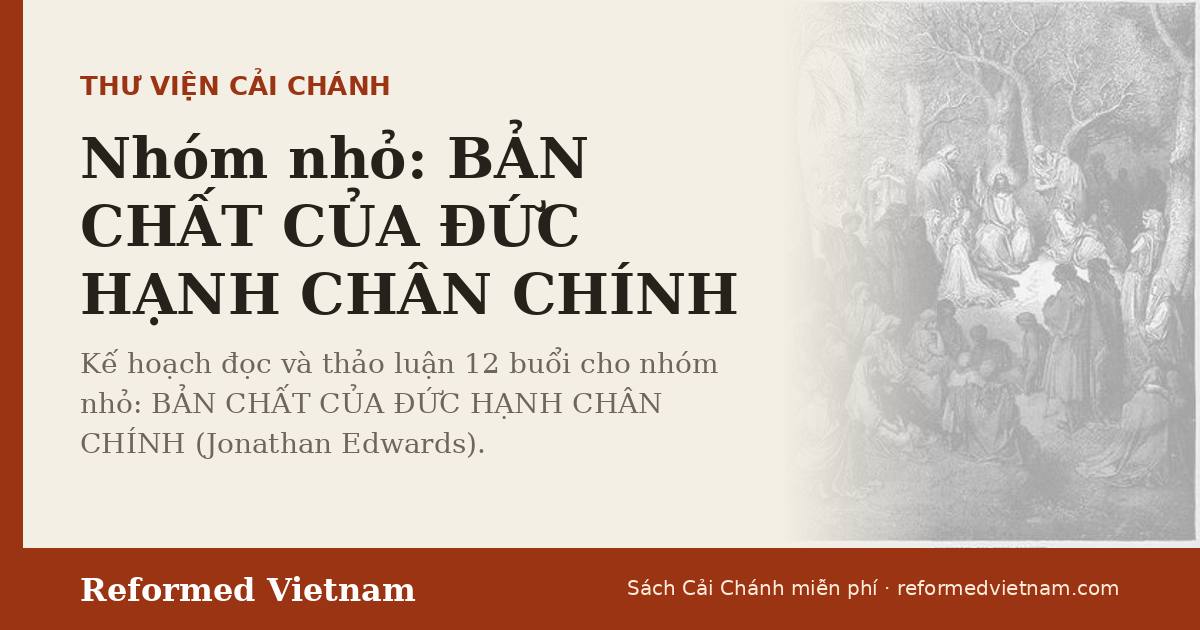 THƯ VIỆN CẢI CHÁNH
Nhóm nhỏ: BẢN
CHẤT CỦA ĐỨC
HẠNH CHÂN CHÍNH
Kế hoạch đọc và thảo luận 12 buổi cho nhóm
nhỏ: BẢN CHẤT CỦA ĐỨC HẠNH CHÂN
CHÍNH (Jonathan Edwards).
Reformed Vietnam
Sách Cải Chánh miễn phí · reformedvietnam.com